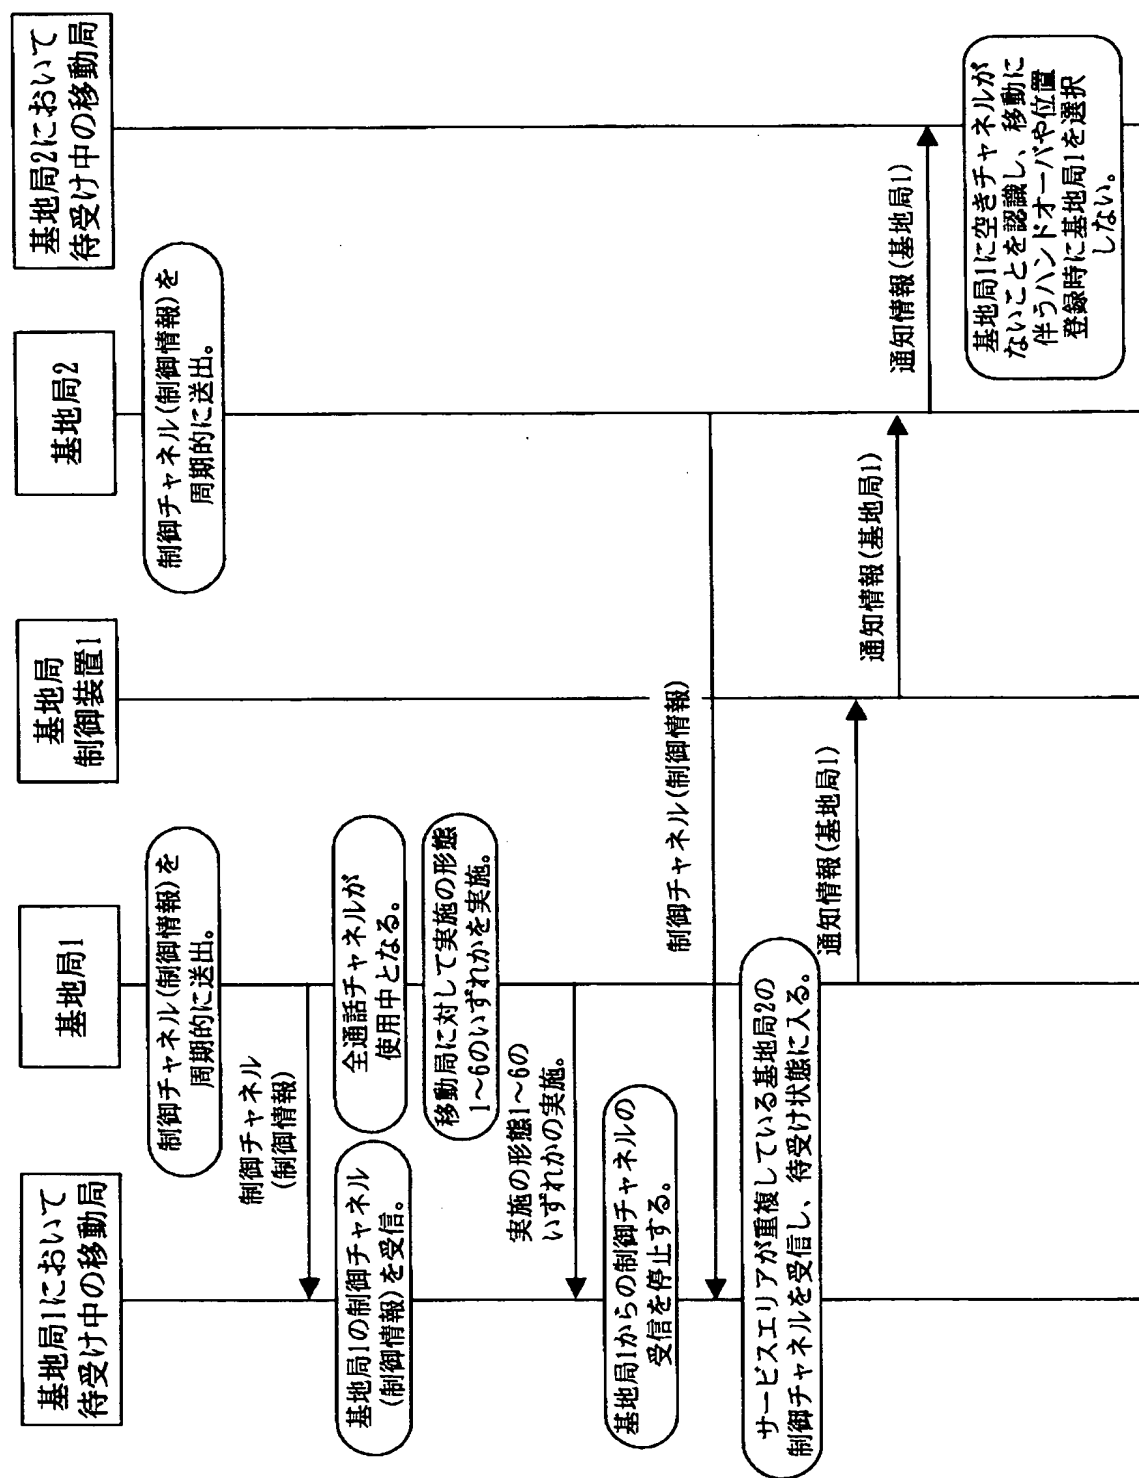 基地局1において
待受け中の移動局
基地局1
基地局
制御装置1
基地局2
基地局2において
待受け中の移動局
制御チャネル(制御情報)を
周期的に送出。
制御チャネル(制御情報)を
周期的に送出。
制御チャネル
(制御情報)
基地局1の制御チャネル
(制御情報)を受信。
全通話チャネルが
使用中となる。
移動局に対して実施の形態
1~6のいずれかを実施。
実施の形態1~6の
いずれかの実施。
基地局1からの制御チャネルの
受信を停止する。
制御チャネル(制御情報)
サービスエリアが重複している基地局2の
制御チャネルを受信し、待受け状態に入る。
通知情報(基地局1)
通知情報(基地局1)
通知情報(基地局1)
基地局1に空きチャネルが
ないことを認識し、移動に
伴うハンドオーバや位置
登録時に基地局1を選択
しない。